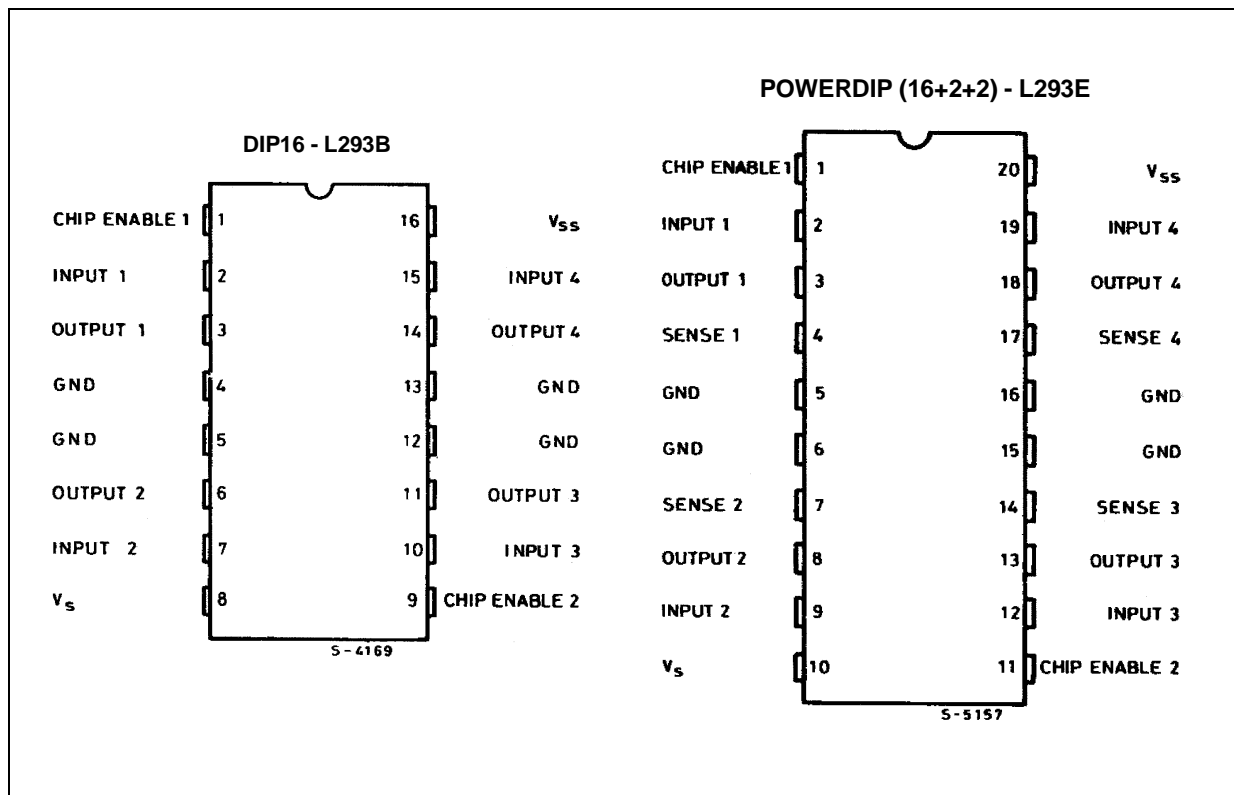 DIP16 - L293B
CHIP ENABLE 1 1 16 Vss
INPUT 1 2 15 INPUT 4
OUTPUT 1 3 14 OUTPUT 4
GND 4 13 GND
GND 5 12 GND
OUTPUT 2 6 11 OUTPUT 3
INPUT 2 7 10 INPUT 3
Vs 8 9 CHIP ENABLE 2
S-4169
POWERDIP (16+2+2) - L293E
CHIP ENABLE 1 1 20 Vss
INPUT 1 2 19 INPUT 4
OUTPUT 1 3 18 OUTPUT 4
SENSE 1 4 17 SENSE 4
GND 5 16 GND
GND 6 15 GND
SENSE 2 7 14 SENSE 3
OUTPUT 2 8 13 OUTPUT 3
INPUT 2 9 12 INPUT 3
Vs 10 11 CHIP ENABLE 2
S-5157